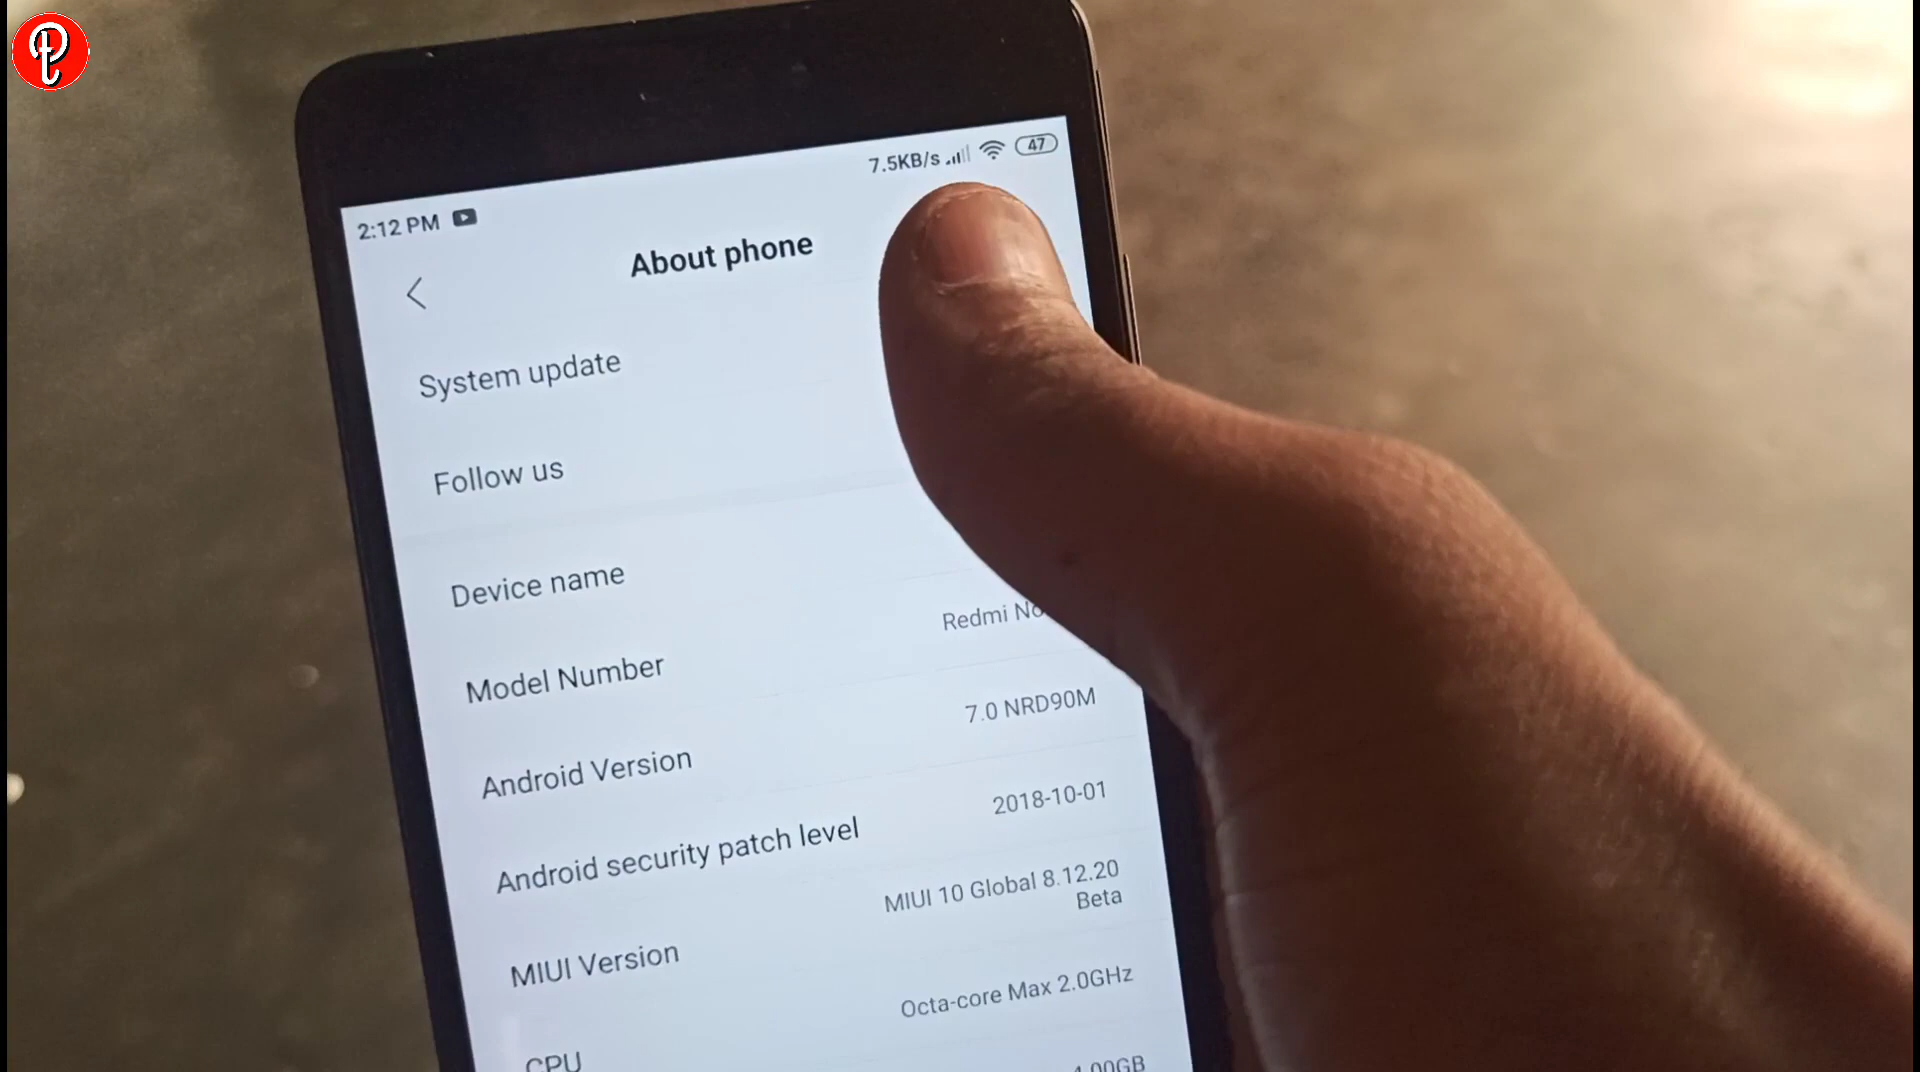 7.5KB/s 47
2:12 PM
About phone
System update
Follow us
Device name
Redmi
Model Number
7.0 NRD90M
Android Version
2018-10-01
Android security patch level
MIUI 10 Global 8.12.20
Beta
MIUI Version
Octa-core Max 2.0GHz
CPU
4.00GB